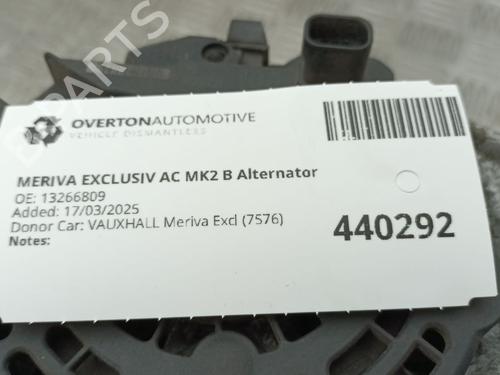 OVERTONAUTOMOTIVE
VEHICLE DISMANTLERS
MERIVA EXCLUSIV AC MK2 B Alternator
OE: 13266809
Added: 17/03/2025
Donor Car: VAUXHALL Meriva Excl (7576)
Notes:
440292
PARTS